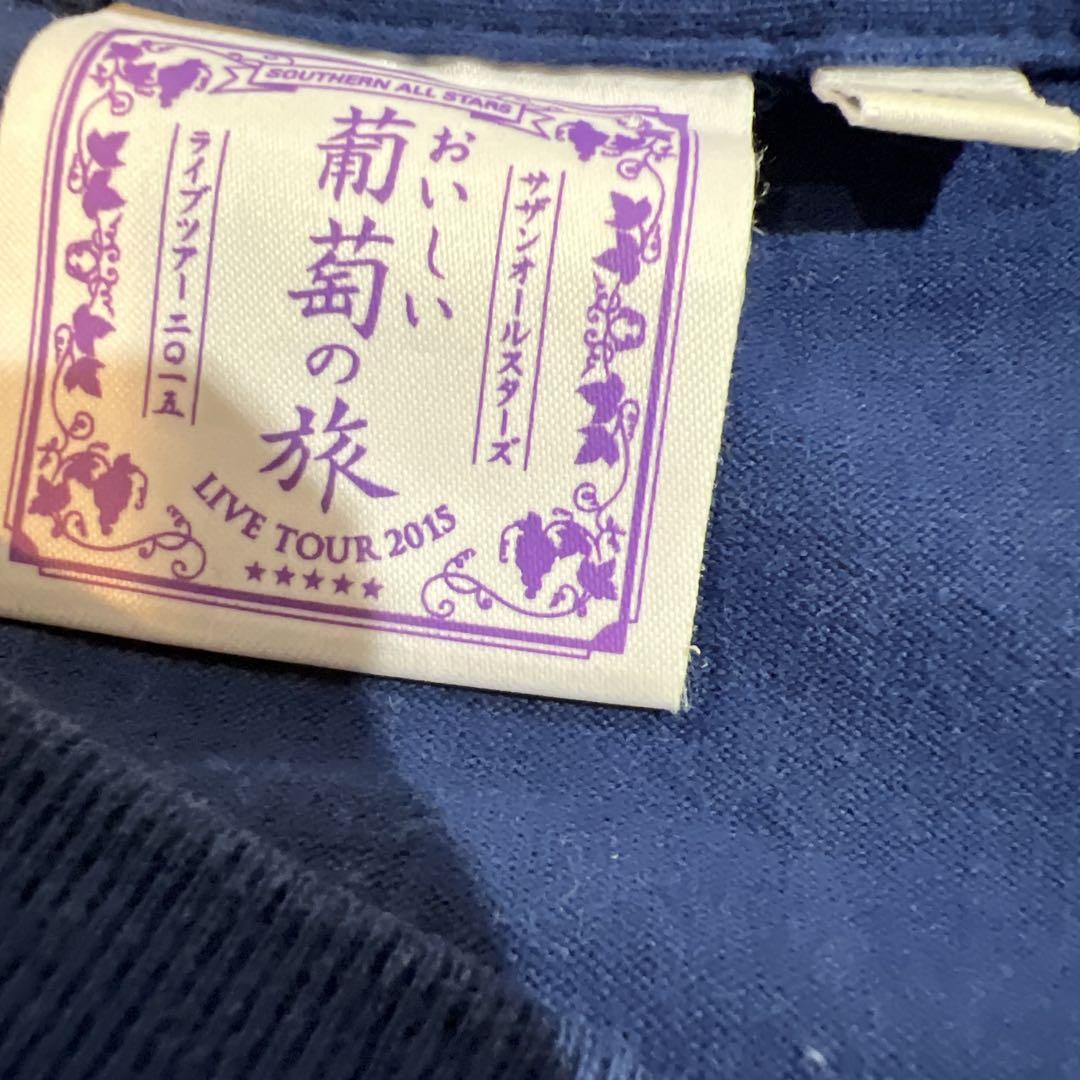 SOUTHERN ALL STARS
サザンオールスターズ
おいしい
葡萄の旅
ライブツアー二〇一五
LIVE TOUR 2015